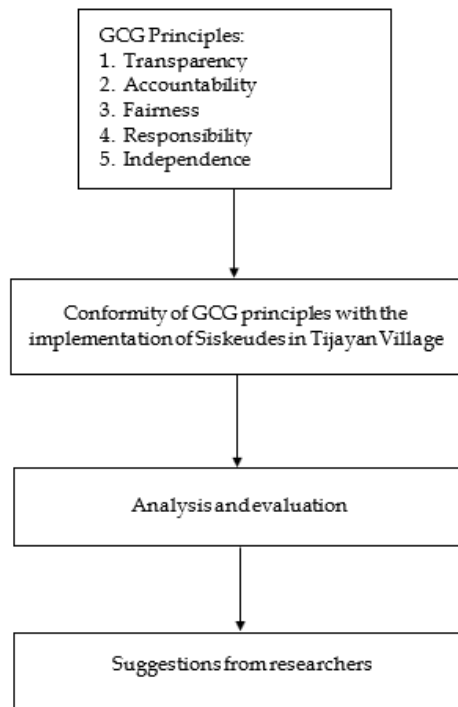 GCG Principles:
1. Transparency
2. Accountability
3. Fairness
4. Responsibility
5. Independence
Conformity of GCG principles with the
implementation of Siskeudes in Tijayan Village
Analysis and evaluation
Suggestions from researchers